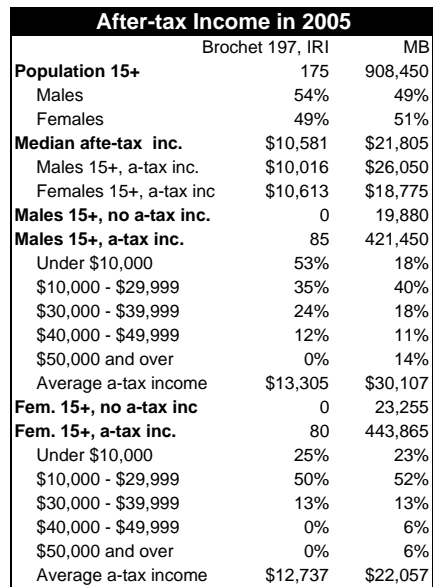 After-tax Income in 2005
Brochet 197, IRI MB
Population 15+ 175 908,450
Males 54% 49%
Females 49% 51%
Median afte-tax inc. $10,581 $21,805
Males 15+, a-tax inc. $10,016 $26,050
Females 15+, a-tax inc $10,613 $18,775
Males 15+, no a-tax inc. 0 19,880
Males 15+, a-tax inc. 85 421,450
Under $10,000 53% 18%
$10,000 - $29,999 35% 40%
$30,000 - $39,999 24% 18%
$40,000 - $49,999 12% 11%
$50,000 and over 0% 14%
Average a-tax income $13,305 $30,107
Fem. 15+, no a-tax inc 0 23,255
Fem. 15+, a-tax inc. 80 443,865
Under $10,000 25% 23%
$10,000 - $29,999 50% 52%
$30,000 - $39,999 13% 13%
$40,000 - $49,999 0% 6%
$50,000 and over 0% 6%
Average a-tax income $12,737 $22,057